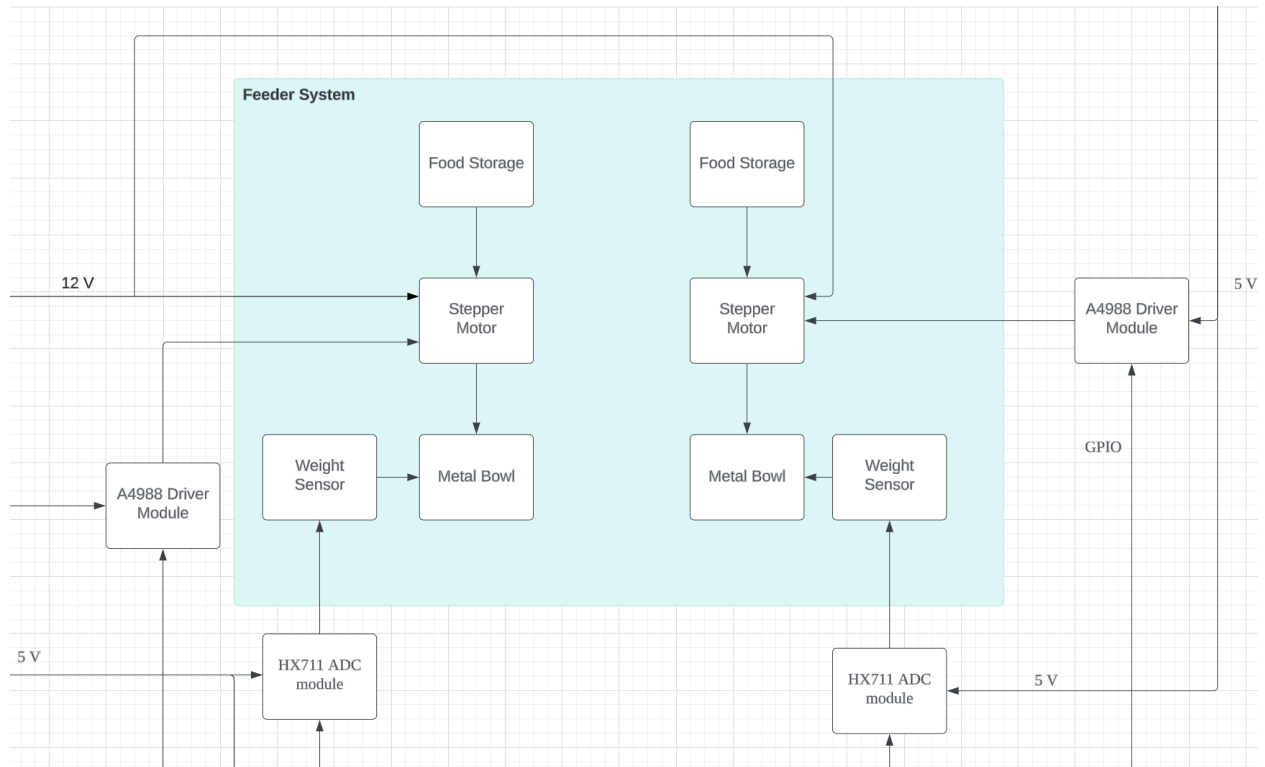 Feeder System
Food Storage
Food Storage
12 V
Stepper
Motor
Stepper
Motor
A4988 Driver
Module
5 V
GPIO
Weight
Sensor
Metal Bowl
Metal Bowl
Weight
Sensor
A4988 Driver
Module
5 V
HX711 ADC
module
HX711 ADC
module
5 V